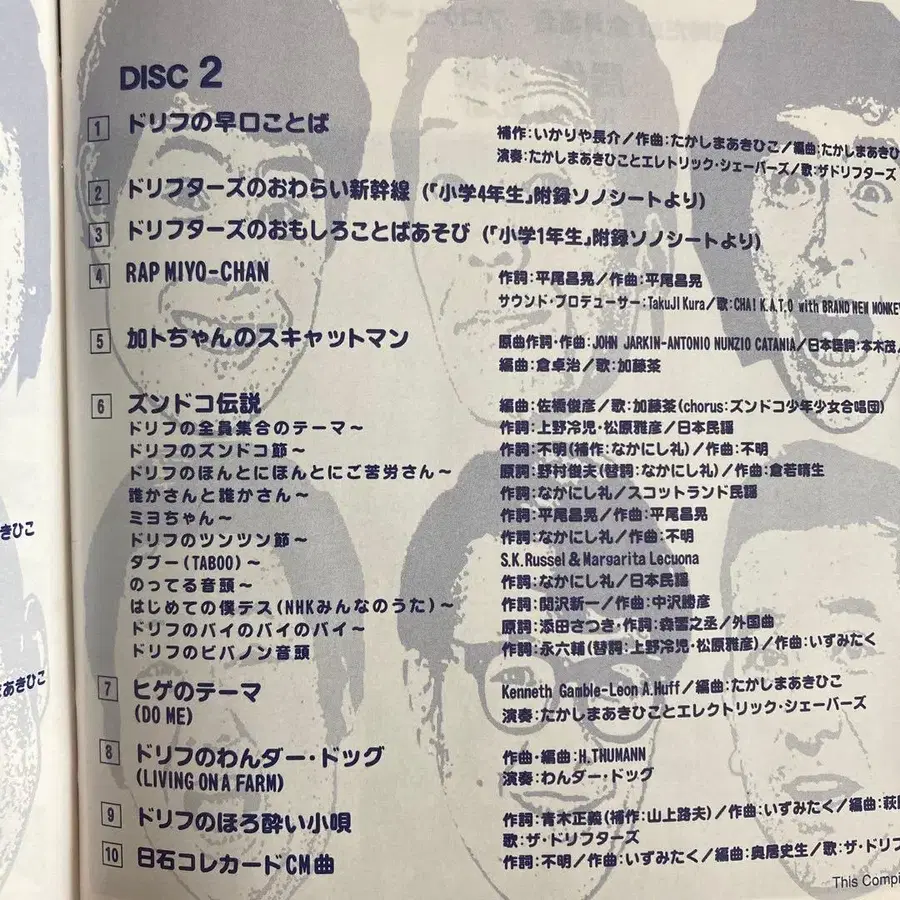 DISC 2
1 ドリフの早口ことば
補作:いかりや長介/作曲:たかしまあきひこ/編曲:たかしまあきひ
演奏:たかしまあきひことエレトリック・シェーバーズ/歌:ザドリフターズ
2 ドリフターズのおわらい新幹線 (「小学4年生」附録ソノシートより)
3 ドリフターズのおもしろことばあそび (「小学1年生」附録ソノシートより)
4 RAP MIYO-CHAN
作詞:平尾昌晃/作曲:平尾昌晃
サウンド・プロデューサー:TakuJI Kura/歌:CHA! K.A.T.O with BRAND NEW MONKEY
5 加トちゃんのスキャットマン
原曲作詞・作曲:JOHN JARKIN-ANTONIO NUNZIO CATANIA/日本語詞:本木茂/
編曲:倉卓治/歌:加藤茶
6 ズンドコ伝説
編曲:佐橋俊彦/歌:加藤茶(chorus:ズンドコ少年少女合唱団)
ドリフの全員集合のテーマ~ 作詞:上野冷児・松原雅彦/日本民謡
ドリフのズンドコ節~ 作詞:不明(補作:なかにし礼)/作曲:不明
ドリフのほんとにほんとにご苦労さん~ 原詞:野村俊夫(替詞:なかにし礼)/作曲:倉若晴生
誰かさんと誰かさん~ 作詞:なかにし礼/スコットランド民謡
ミヨちゃん~ 作詞:平尾昌晃/作曲:平尾昌晃
ドリフのツンツン節~ 作詞:なかにし礼/作曲:不明
タブー(TABOO)~ S.K.Russel & Margarita Lecuona
のってる音頭~ 作詞:なかにし礼/日本民謡
はじめての僕デス(NHKみんなのうた)~ 作詞:関沢新一/作曲:中沢勝彦
ドリフのバイのバイのバイ~ 原詞:添田さつき・作詞:森雪之丞/外国曲
ドリフのビバノン音頭 作詞:永六輔(替詞:上野冷児・松原雅彦)/作曲:いずみたく
7 ヒゲのテーマ
(DO ME)
Kenneth Gamble-Leon A.Huff/編曲:たかしまあきひこ
演奏:たかしまあきひことエレクトリック・シェーバーズ
8 ドリフのわんダー・ドッグ
(LIVING ON A FARM)
作曲・編曲:H.THUMANN
演奏:わんダー・ドッグ
9 ドリフのほろ酔い小唄
作詞:青木正義(補作:山上路夫)/作曲:いずみたく/編曲:萩
歌:ザ・ドリフターズ
10 日石コレカードCM曲
作詞:不明/作曲:いずみたく/編曲:奥居史生/歌:ザ・ドリフ
This Compi
きひこ
まあきひこ